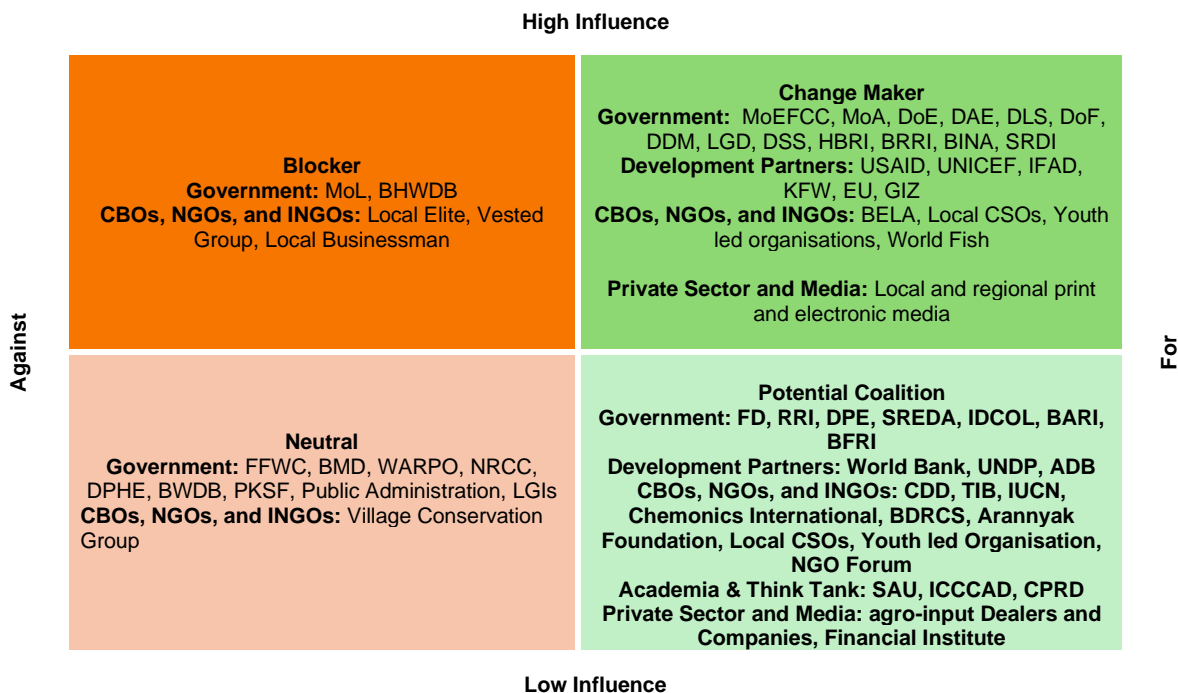 High Influence
Blocker
Government: MoL, BHWDB
CBOs, NGOs, and INGOs: Local Elite, Vested
Group, Local Businessman
Change Maker
Government: MoEFCC, MoA, DoE, DAE, DLS, DoF,
DDM, LGD, DSS, HBRI, BRRI, BINA, SRDI
Development Partners: USAID, UNICEF, IFAD,
KFW, EU, GIZ
CBOs, NGOs, and INGOs: BELA, Local CSOs, Youth
led organisations, World Fish
Private Sector and Media: Local and regional print
and electronic media
Against
For
Neutral
Government: FFWC, BMD, WARPO, NRCC,
DPHE, BWDB, PKSF, Public Administration, LGIs
CBOs, NGOs, and INGOs: Village Conservation
Group
Potential Coalition
Government: FD, RRI, DPE, SREDA, IDCOL, BARI,
BFRI
Development Partners: World Bank, UNDP, ADB
CBOs, NGOs, and INGOs: CDD, TIB, IUCN,
Chemonics International, BDRCS, Arannyak
Foundation, Local CSOs, Youth led Organisation,
NGO Forum
Academia & Think Tank: SAU, ICCCAD, CPRD
Private Sector and Media: agro-input Dealers and
Companies, Financial Institute
Low Influence